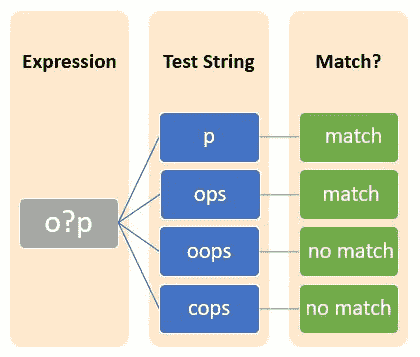 Expression
Test String
Match?
o?p
p
match
ops
match
oops
no match
cops
no match